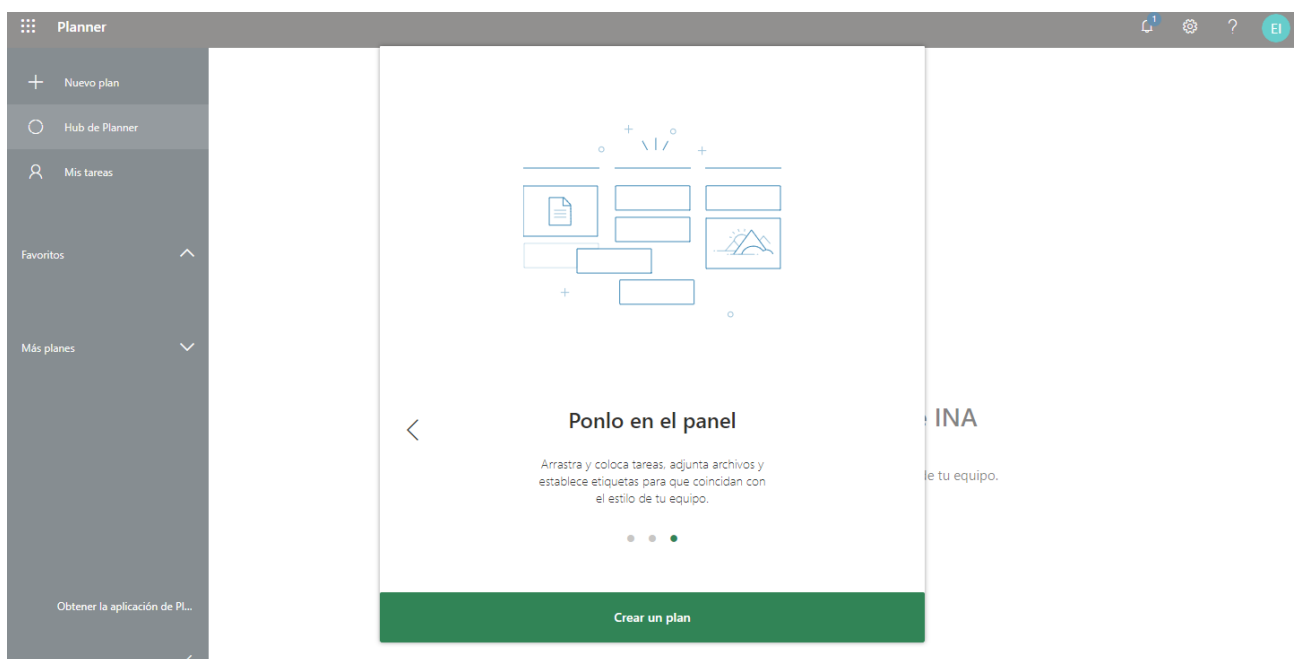 Planner
1
?
EI
Nuevo plan
Hub de Planner
Mis tareas
Favoritos
Más planes
Obtener la aplicación de Pl...
Ponlo en el panel
Arrastra y coloca tareas, adjunta archivos y
establece etiquetas para que coincidan con
el estilo de tu equipo.
INA
de tu equipo.
Crear un plan